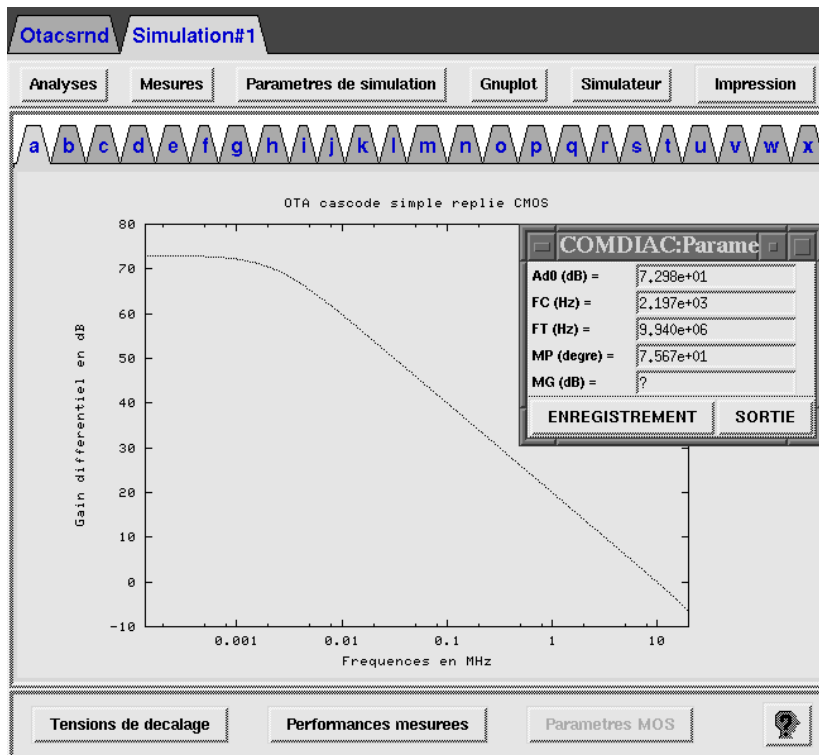 Otacsrnd Simulation#1
Analyses Mesures Parametres de simulation Gnuplot Simulateur Impression
a b c d e f g h i j k l m n o p q r s t u v w x
OTA cascode simple replie CMOS
80
70
60
50
40
30
20
10
0
-10
Gain differentiel en dB
0.001 0.01 0.1 1 10
Frequences en MHz
COMDIAC:Parame
Ad0 (dB) = 7.298e+01
FC (Hz) = 2.197e+03
FT (Hz) = 9.940e+06
MP (degre) = 7.567e+01
MG (dB) = ?
ENREGISTREMENT SORTIE
Tensions de decalage Performances mesurees Parametres MOS ?